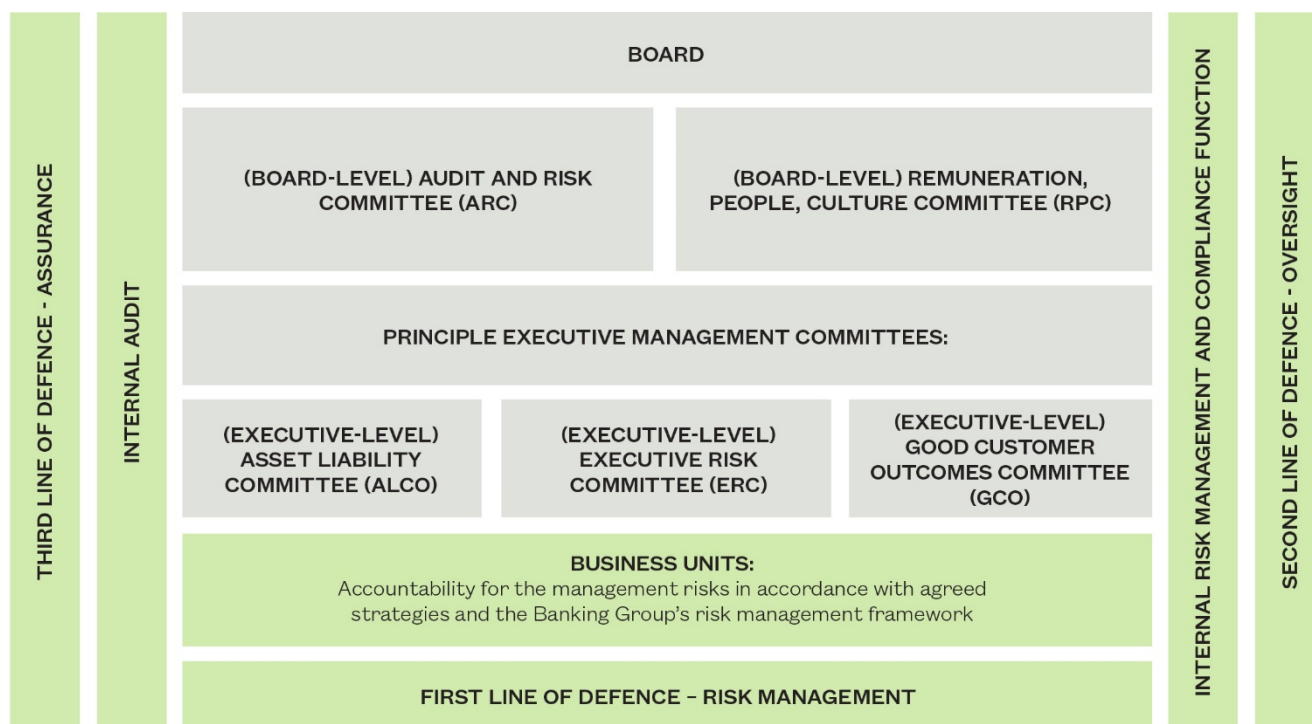 THIRD LINE OF DEFENCE - ASSURANCE
INTERNAL AUDIT
BOARD
(BOARD-LEVEL) AUDIT AND RISK
COMMITTEE (ARC)
(BOARD-LEVEL) REMUNERATION,
PEOPLE, CULTURE COMMITTEE (RPC)
PRINCIPLE EXECUTIVE MANAGEMENT COMMITTEES:
(EXECUTIVE-LEVEL)
ASSET LIABILITY
COMMITTEE (ALCO)
(EXECUTIVE-LEVEL)
EXECUTIVE RISK
COMMITTEE (ERC)
(EXECUTIVE-LEVEL)
GOOD CUSTOMER
OUTCOMES COMMITTEE
(GCO)
BUSINESS UNITS:
Accountability for the management risks in accordance with agreed
strategies and the Banking Group’s risk management framework
FIRST LINE OF DEFENCE – RISK MANAGEMENT
INTERNAL RISK MANAGEMENT AND COMPLIANCE FUNCTION
SECOND LINE OF DEFENCE - OVERSIGHT